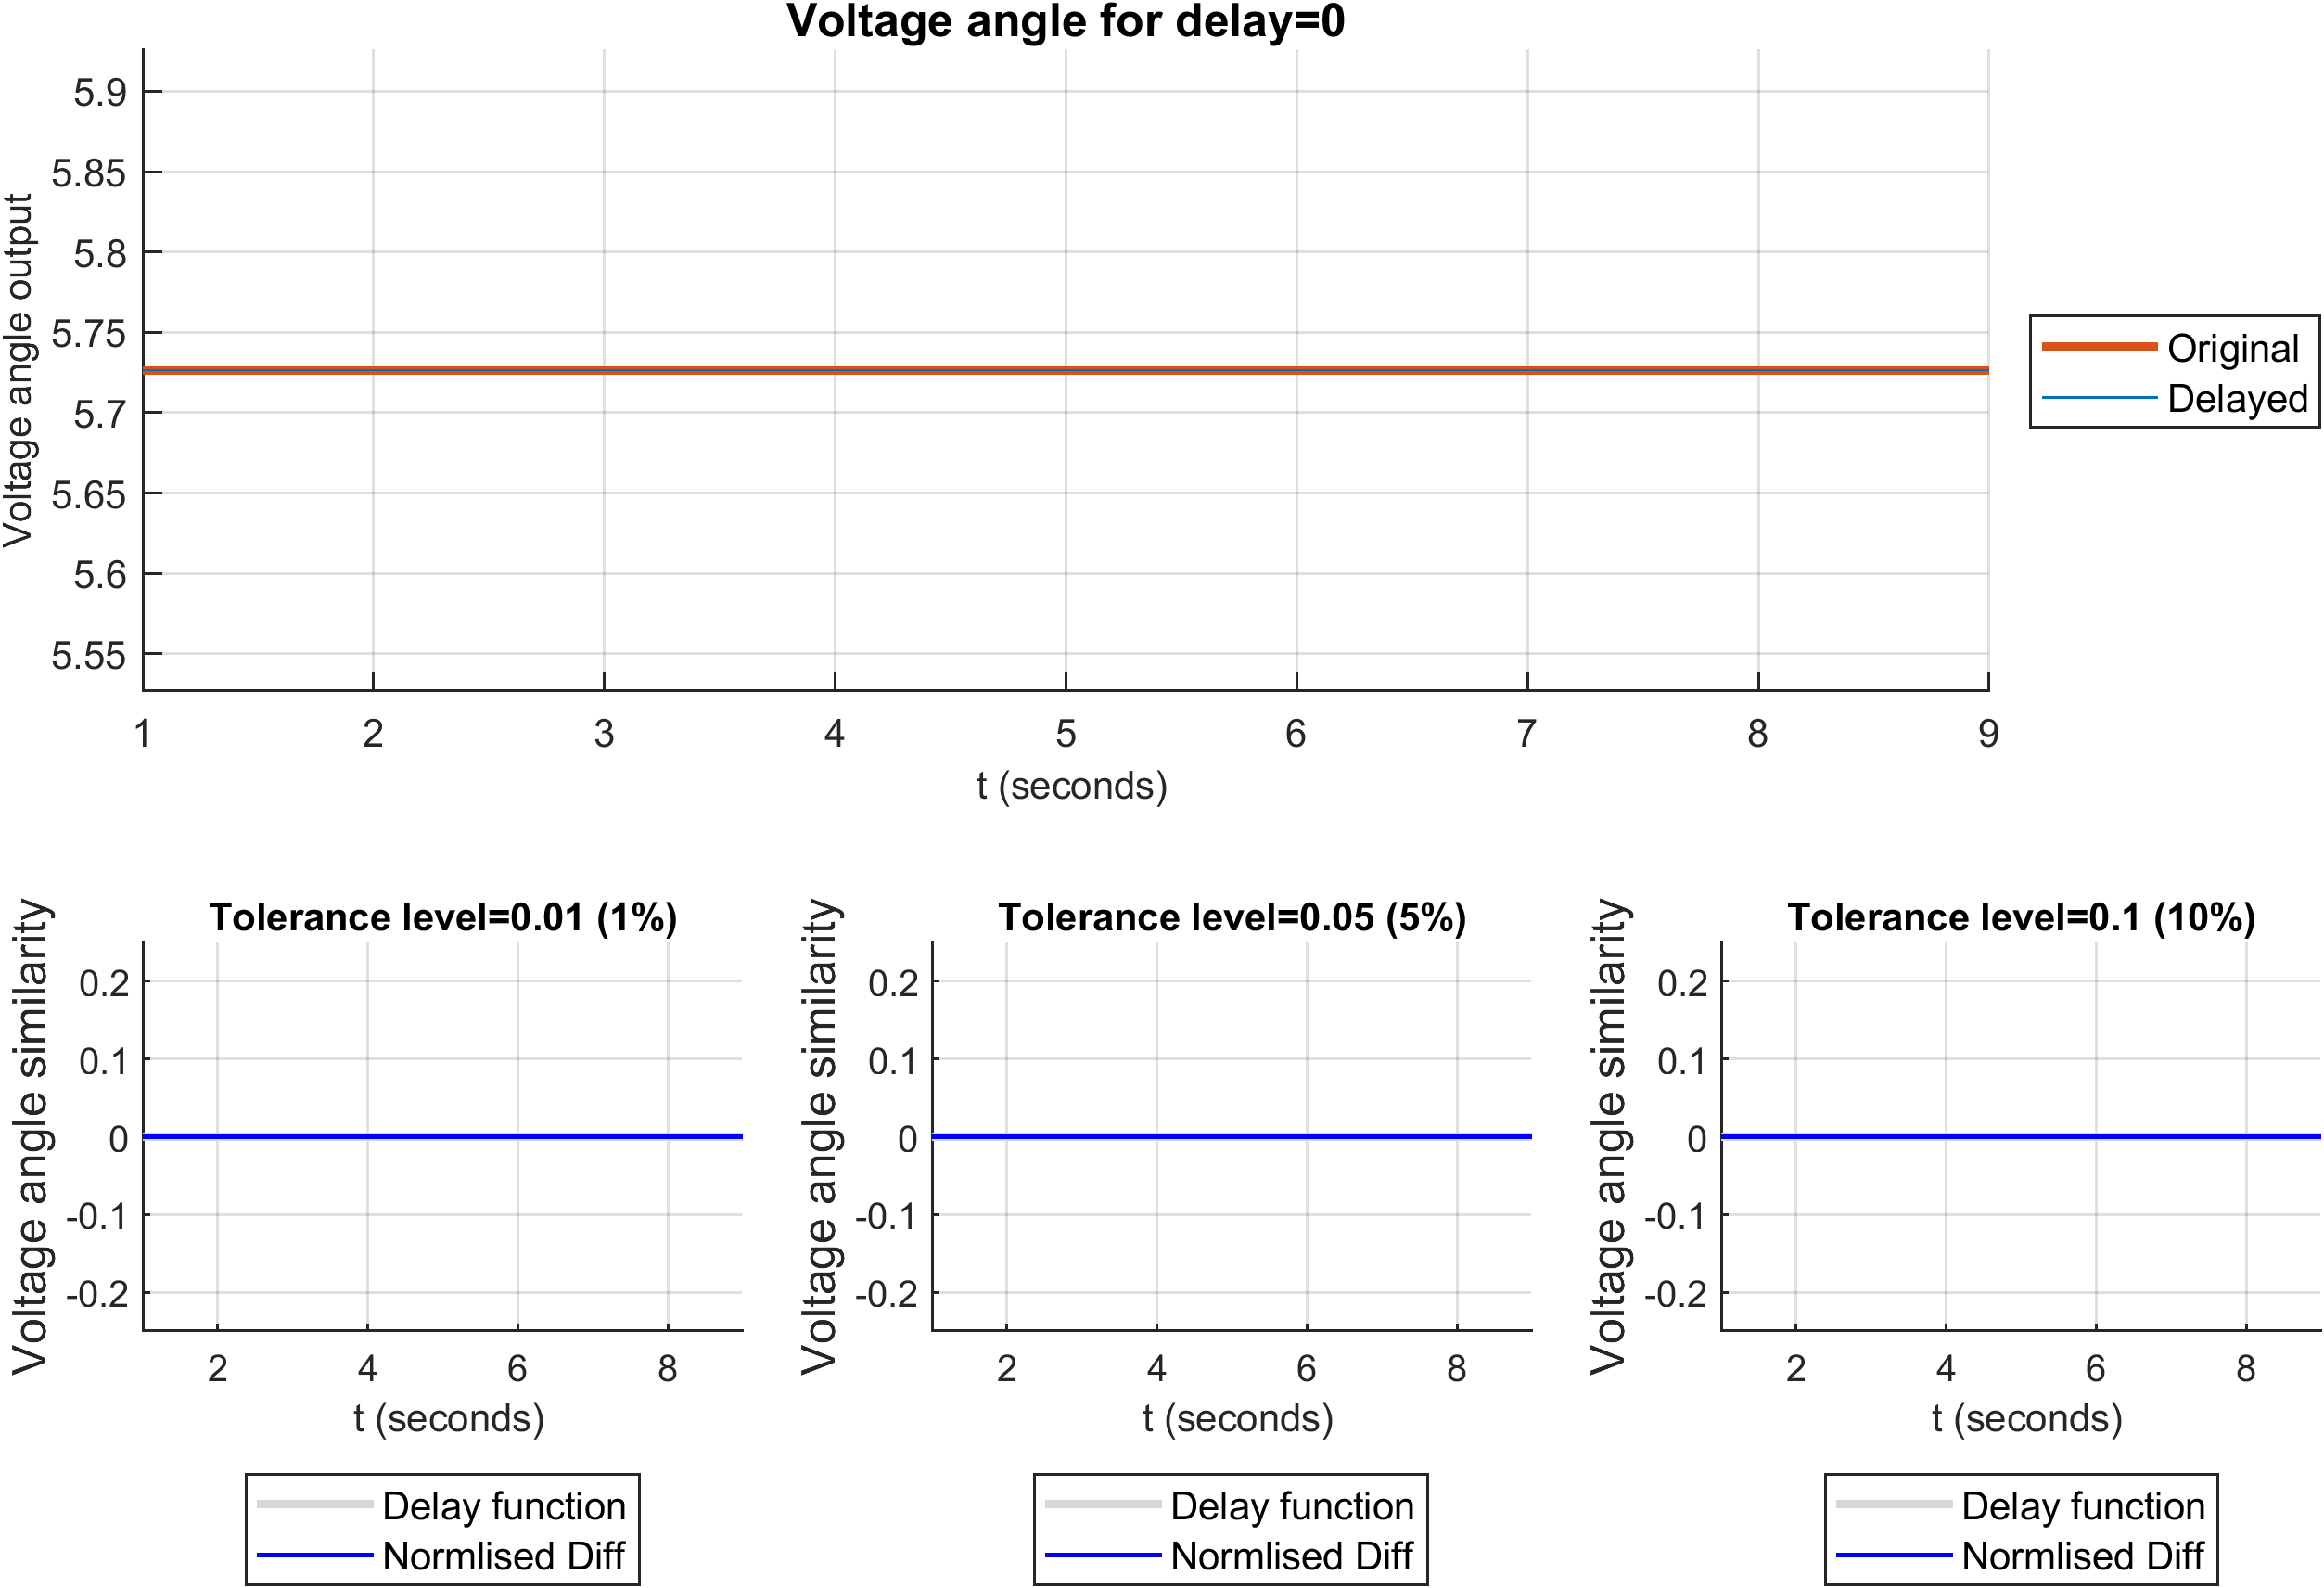 Voltage angle for delay=0
Voltage angle output
5.9
5.85
5.8
5.75
5.7
5.65
5.6
5.55
1 2 3 4 5 6 7 8 9
t (seconds)
Original
Delayed
Tolerance level=0.01 (1%)
Voltage angle similarity
0.2
0.1
0
-0.1
-0.2
2 4 6 8
t (seconds)
Delay function
Normlised Diff
Tolerance level=0.05 (5%)
Voltage angle similarity
0.2
0.1
0
-0.1
-0.2
2 4 6 8
t (seconds)
Delay function
Normlised Diff
Tolerance level=0.1 (10%)
Voltage angle similarity
0.2
0.1
0
-0.1
-0.2
2 4 6 8
t (seconds)
Delay function
Normlised Diff